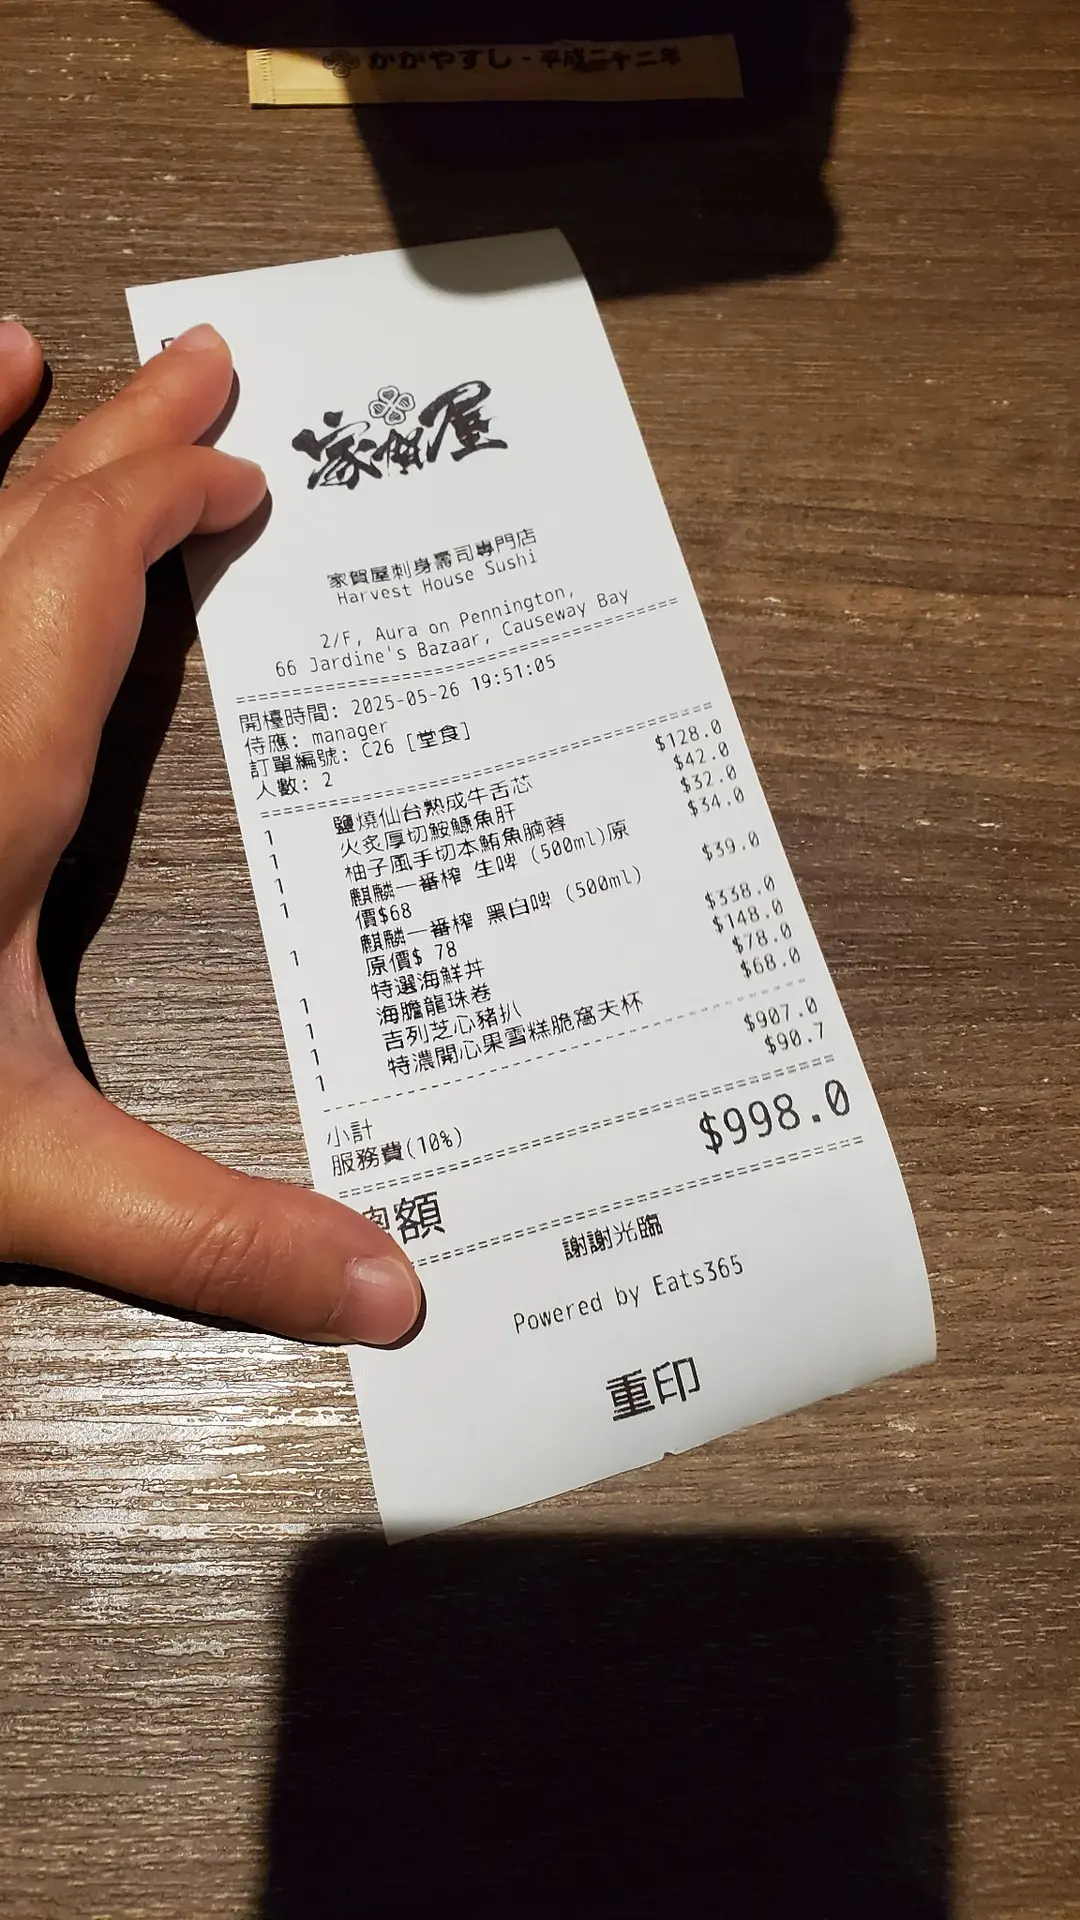 かがやすし - 平成二十二年
家賀屋
家賀屋刺身壽司專門店
Harvest House Sushi
2/F, Aura on Pennington,
66 Jardine's Bazaar, Causeway Bay
開檯時間: 2025-05-26 19:51:05
侍應: manager
訂單編號: C26 [堂食]
人數: 2
1 鹽燒仙台熟成牛舌芯 $128.0
1 火炙厚切鮟鱇魚肝 $42.0
1 柚子風手切本鮪魚腩蓉 $32.0
1 麒麟一番榨 生啤 (500ml)原 $34.0
價$68
1 麒麟一番榨 黑白啤 (500ml) $39.0
原價$ 78
1 特選海鮮丼 $338.0
1 海膽龍珠卷 $148.0
1 吉列芝心豬扒 $78.0
1 特濃開心果雪糕脆窩夫杯 $68.0
小計 $907.0
服務費(10%) $90.7
額 $998.0
謝謝光臨
Powered by Eats365
重印